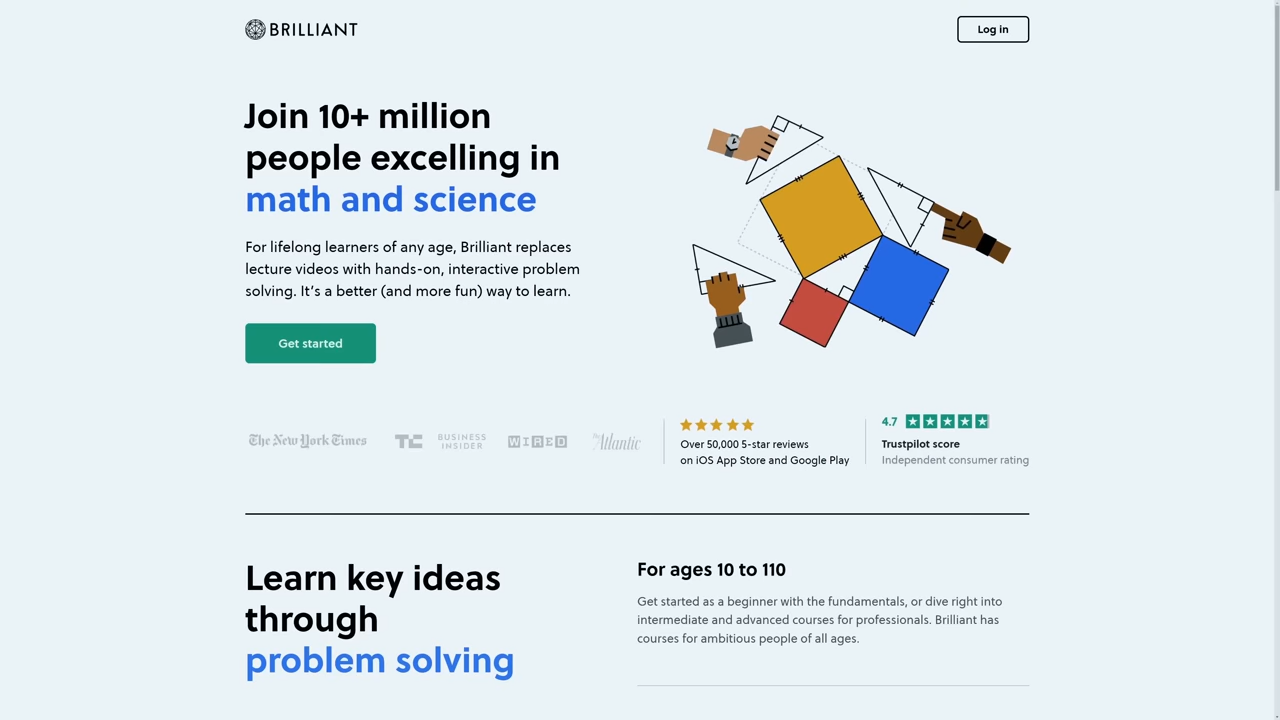 BRILLIANT
Log in
Join 10+ million
people excelling in
math and science
For lifelong learners of any age, Brilliant replaces
lecture videos with hands-on, interactive problem
solving. It’s a better (and more fun) way to learn.
Get started
The New York Times
TC
BUSINESS
INSIDER
WIRED
The Atlantic
Over 50,000 5-star reviews
on iOS App Store and Google Play
4.7
Trustpilot score
Independent consumer rating
Learn key ideas
through
problem solving
For ages 10 to 110
Get started as a beginner with the fundamentals, or dive right into
intermediate and advanced courses for professionals. Brilliant has
courses for ambitious people of all ages.